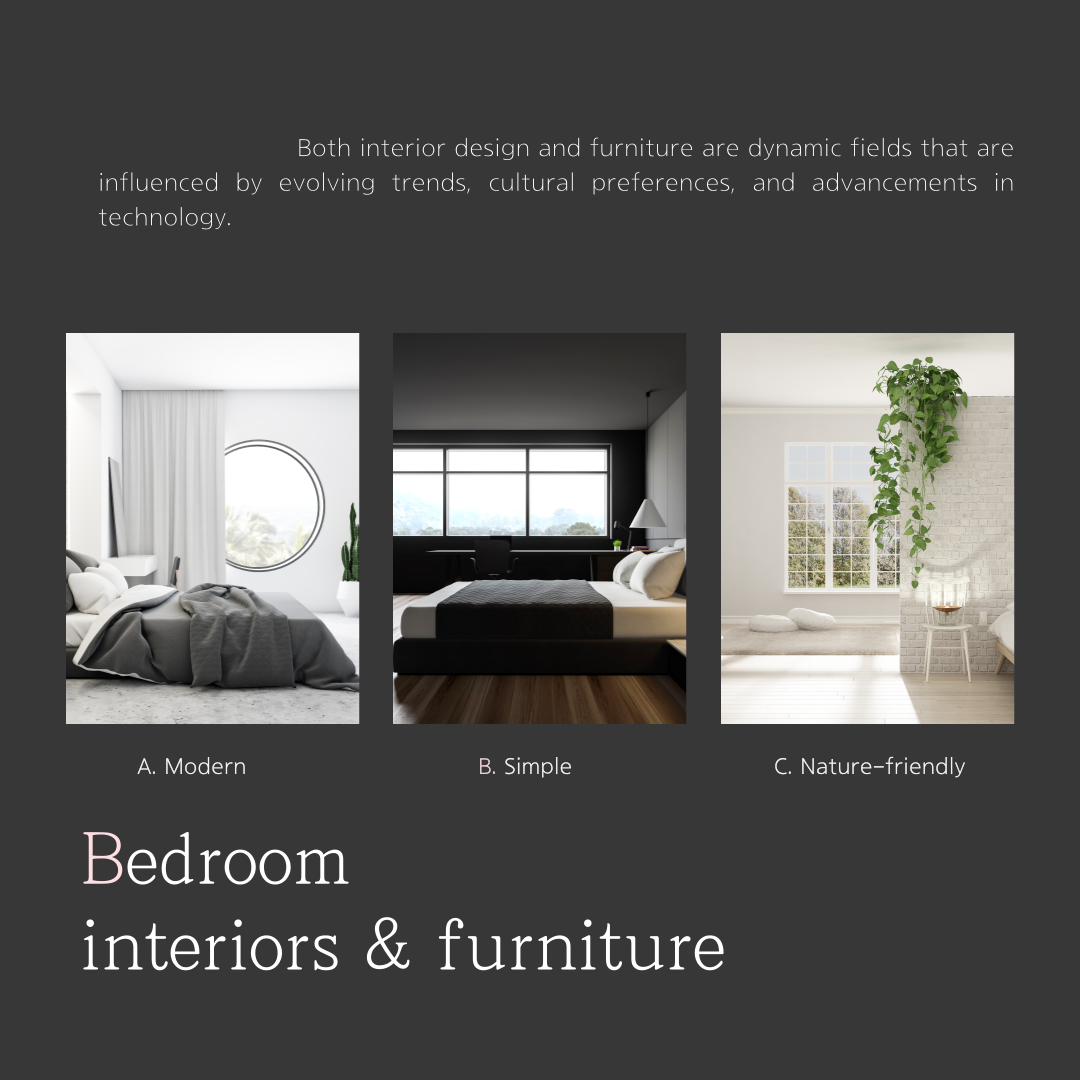 Both interior design and furniture are dynamic fields that are
influenced by evolving trends, cultural preferences, and advancements in
technology.
A. Modern
B. Simple
C. Nature-friendly
Bedroom
interiors & furniture